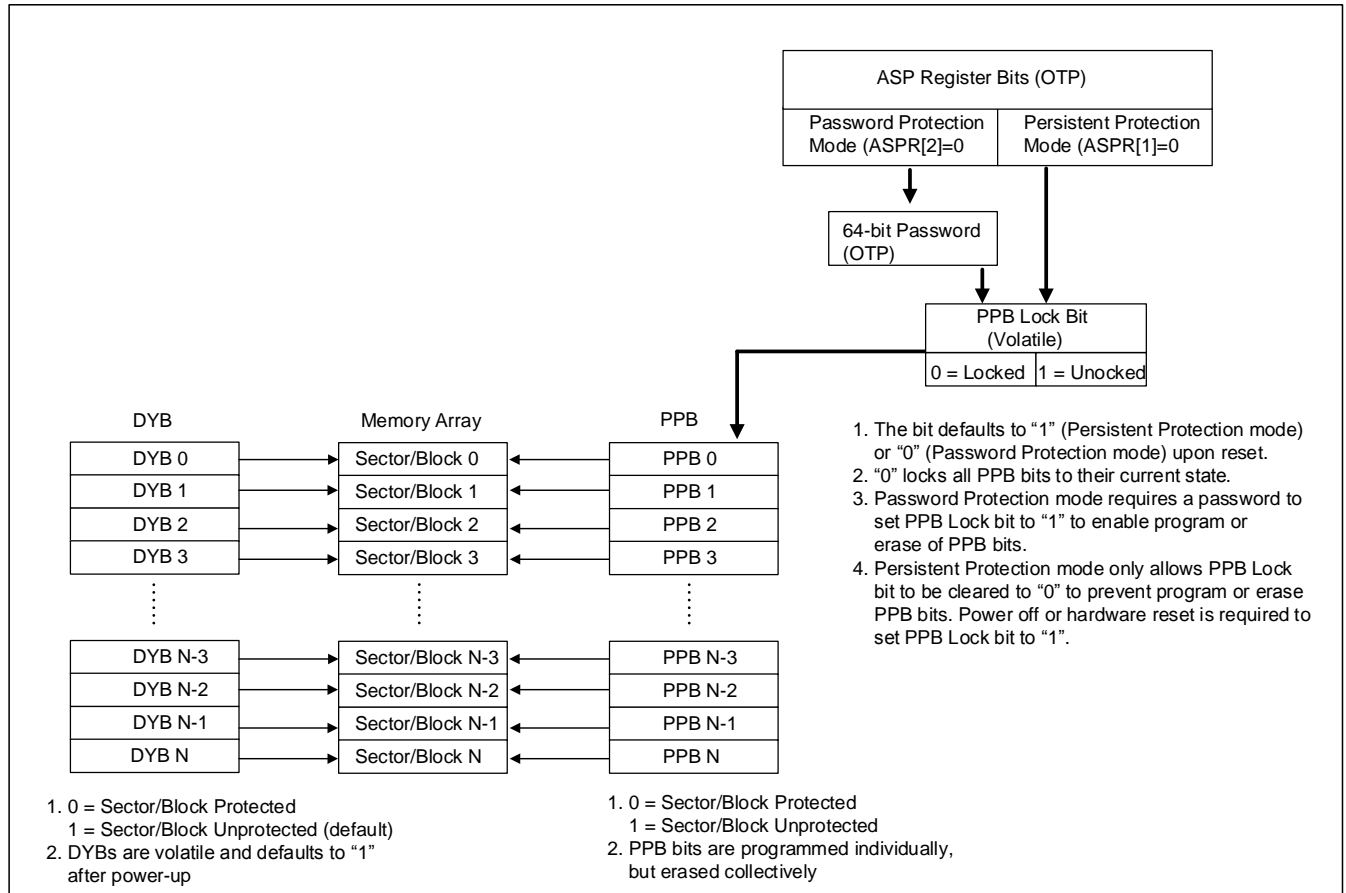 ASP Register Bits (OTP)
Password Protection
Mode (ASPR[2]=0
Persistent Protection
Mode (ASPR[1]=0
64-bit Password
(OTP)
PPB Lock Bit
(Volatile)
0 = Locked
1 = Unocked
1. The bit defaults to “1” (Persistent Protection mode)
or “0” (Password Protection mode) upon reset.
2. “0” locks all PPB bits to their current state.
3. Password Protection mode requires a password to
set PPB Lock bit to “1” to enable program or
erase of PPB bits.
4. Persistent Protection mode only allows PPB Lock
bit to be cleared to “0” to prevent program or erase
PPB bits. Power off or hardware reset is required to
set PPB Lock bit to “1”.
DYB
Memory Array
PPB
DYB 0
Sector/Block 0
PPB 0
DYB 1
Sector/Block 1
PPB 1
DYB 2
Sector/Block 2
PPB 2
DYB 3
Sector/Block 3
PPB 3
DYB N-3
Sector/Block N-3
PPB N-3
DYB N-2
Sector/Block N-2
PPB N-2
DYB N-1
Sector/Block N-1
PPB N-1
DYB N
Sector/Block N
PPB N
1. 0 = Sector/Block Protected
1 = Sector/Block Unprotected (default)
2. DYBs are volatile and defaults to “1”
after power-up
1. 0 = Sector/Block Protected
1 = Sector/Block Unprotected
2. PPB bits are programmed individually,
but erased collectively